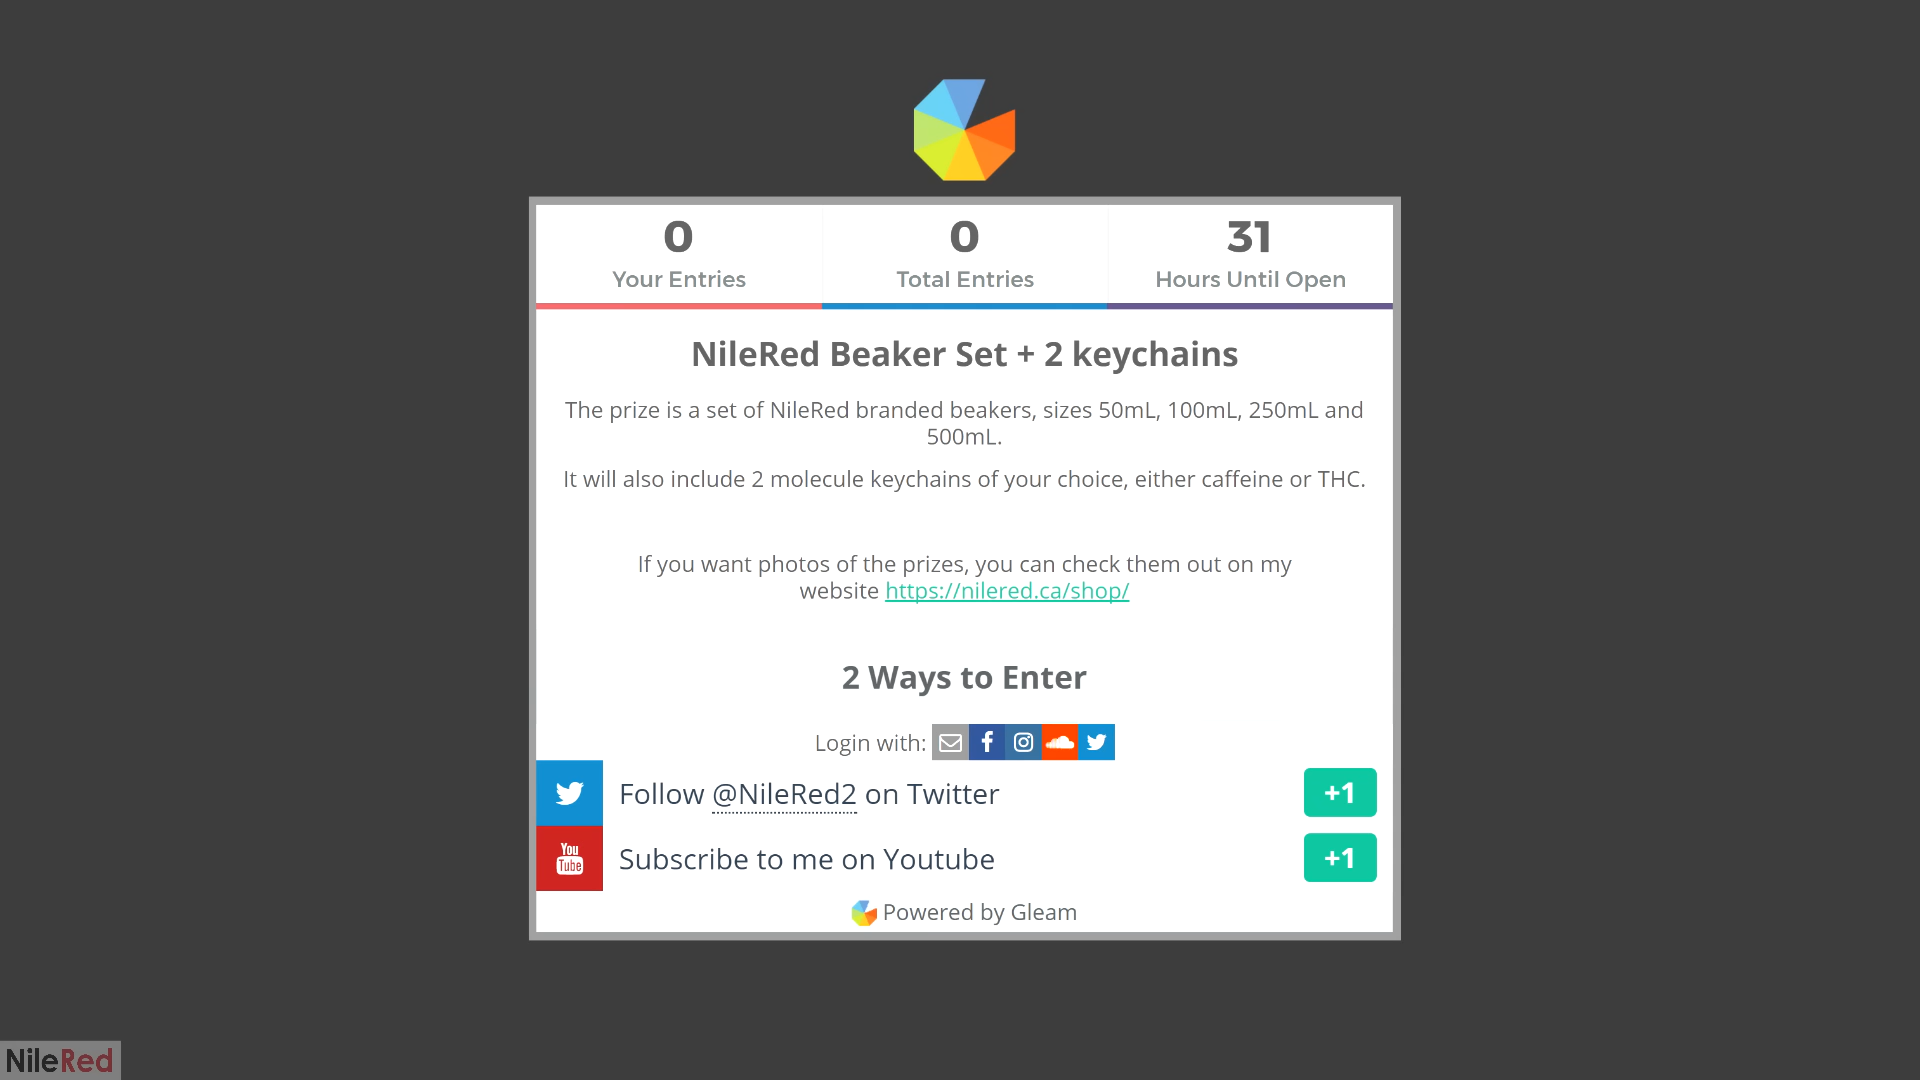 0
Your Entries
0
Total Entries
31
Hours Until Open
NileRed Beaker Set + 2 keychains
The prize is a set of NileRed branded beakers, sizes 50mL, 100mL, 250mL and
500mL.
It will also include 2 molecule keychains of your choice, either caffeine or THC.
If you want photos of the prizes, you can check them out on my
website https://nilered.ca/shop/
2 Ways to Enter
Login with:
Follow @NileRed2 on Twitter
+1
You
Tube
Subscribe to me on Youtube
+1
Powered by Gleam
NileRed